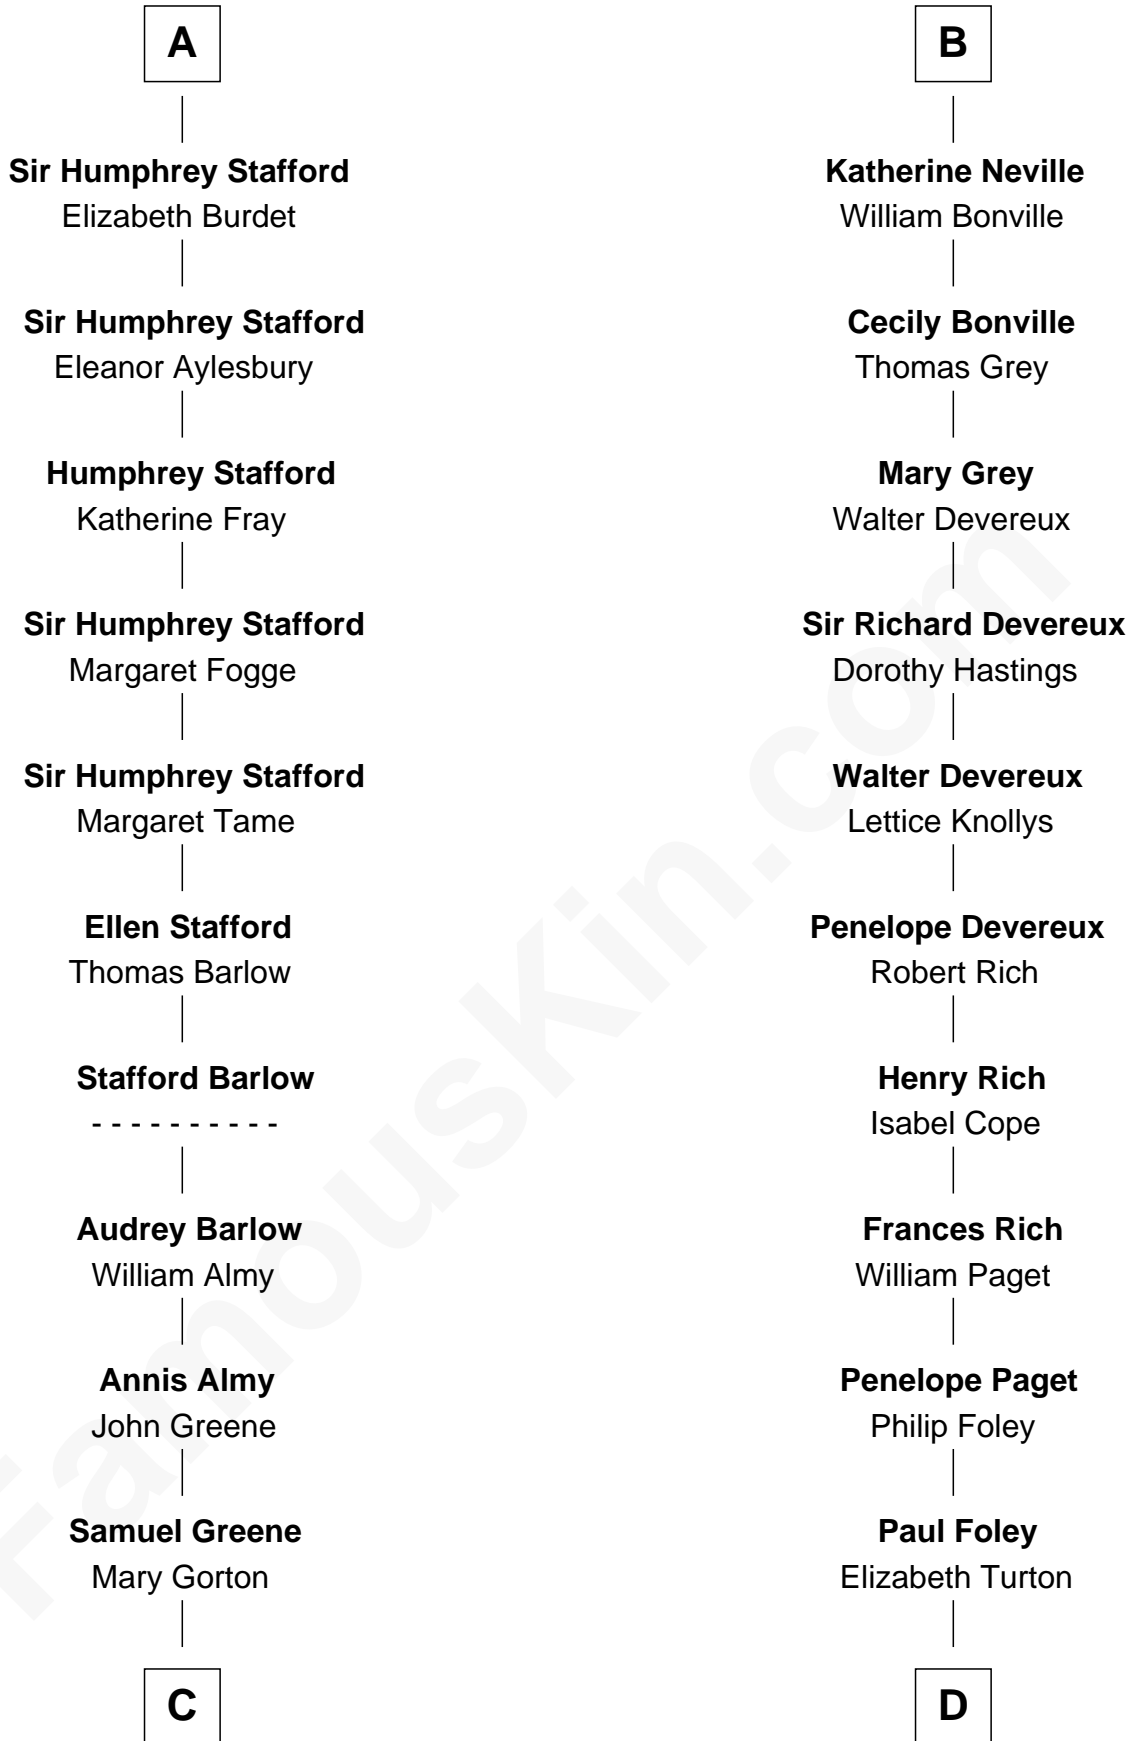 A
Sir Humphrey Stafford
Elizabeth Burdet
Sir Humphrey Stafford
Eleanor Aylesbury
Humphrey Stafford
Katherine Fray
Sir Humphrey Stafford
Margaret Fogge
Sir Humphrey Stafford
Margaret Tame
Ellen Stafford
Thomas Barlow
Stafford Barlow
- - - - - - - - - -
Audrey Barlow
William Almy
Annis Almy
John Greene
Samuel Greene
Mary Gorton
C
B
Katherine Neville
William Bonville
Cecily Bonville
Thomas Grey
Mary Grey
Walter Devereux
Sir Richard Devereux
Dorothy Hastings
Walter Devereux
Lettice Knollys
Penelope Devereux
Robert Rich
Henry Rich
Isabel Cope
Frances Rich
William Paget
Penelope Paget
Philip Foley
Paul Foley
Elizabeth Turton
D
FamousKin.com